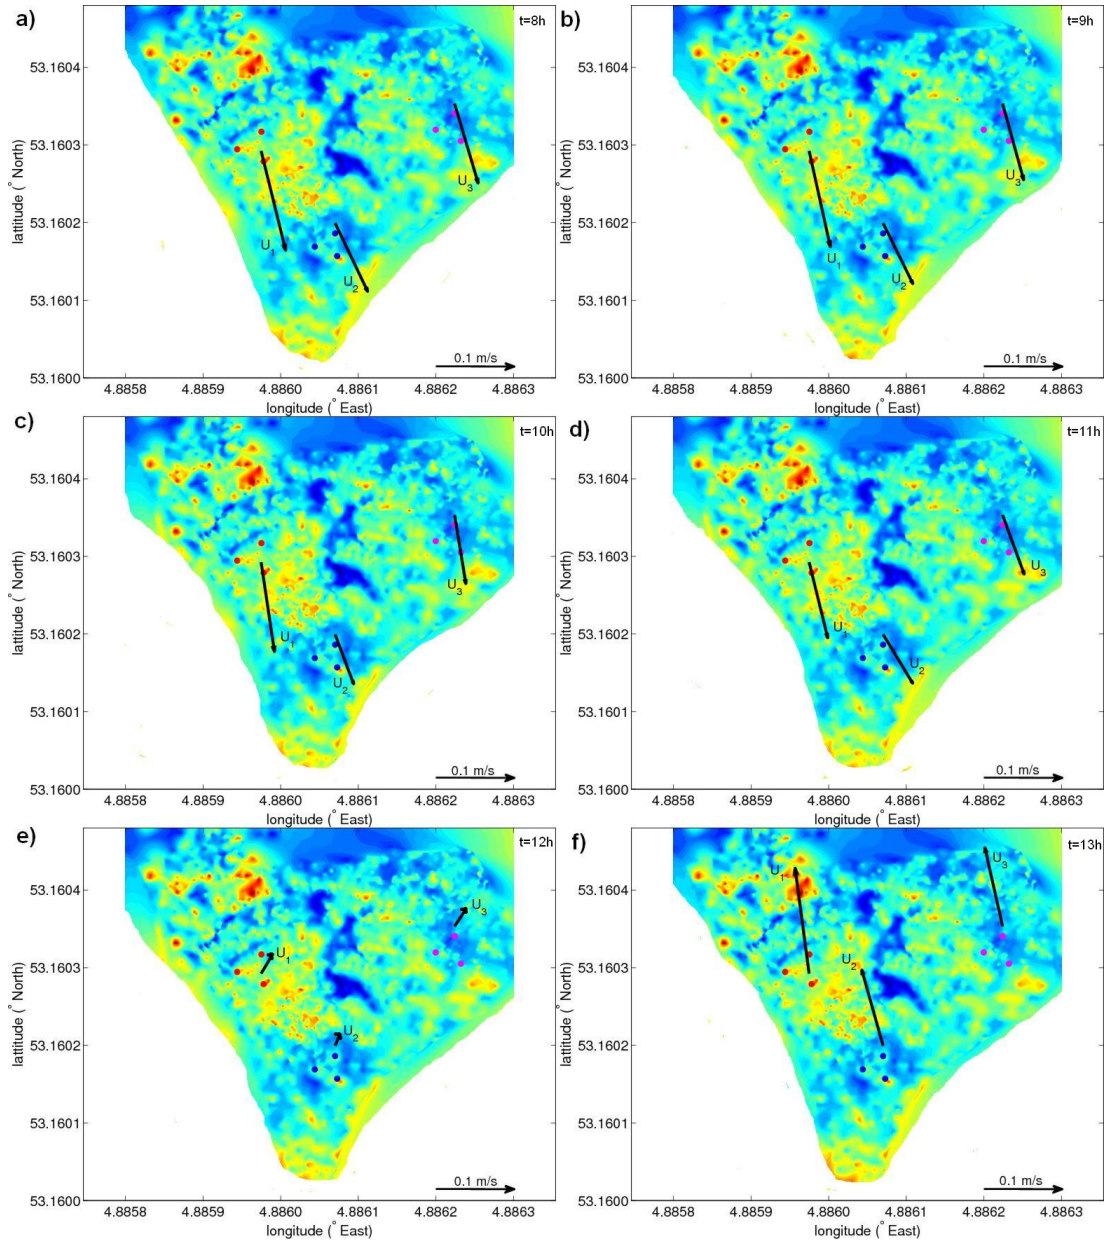 a)
t=8h
lattitude (° North)
53.1604
53.1603
53.1602
53.1601
53.1600
U1
U2
U3
0.1 m/s
4.8858 4.8859 4.8860 4.8861 4.8862 4.8863
longitude (° East)
b)
t=9h
lattitude (° North)
53.1604
53.1603
53.1602
53.1601
53.1600
U1
U2
U3
0.1 m/s
4.8858 4.8859 4.8860 4.8861 4.8862 4.8863
longitude (° East)
c)
t=10h
lattitude (° North)
53.1604
53.1603
53.1602
53.1601
53.1600
U1
U2
U3
0.1 m/s
4.8858 4.8859 4.8860 4.8861 4.8862 4.8863
longitude (° East)
d)
t=11h
lattitude (° North)
53.1604
53.1603
53.1602
53.1601
53.1600
U1
U2
U3
0.1 m/s
4.8858 4.8859 4.8860 4.8861 4.8862 4.8863
longitude (° East)
e)
t=12h
lattitude (° North)
53.1604
53.1603
53.1602
53.1601
53.1600
U1
U2
U3
0.1 m/s
4.8858 4.8859 4.8860 4.8861 4.8862 4.8863
longitude (° East)
f)
t=13h
lattitude (° North)
53.1604
53.1603
53.1602
53.1601
53.1600
U1
U2
U3
0.1 m/s
4.8858 4.8859 4.8860 4.8861 4.8862 4.8863
longitude (° East)